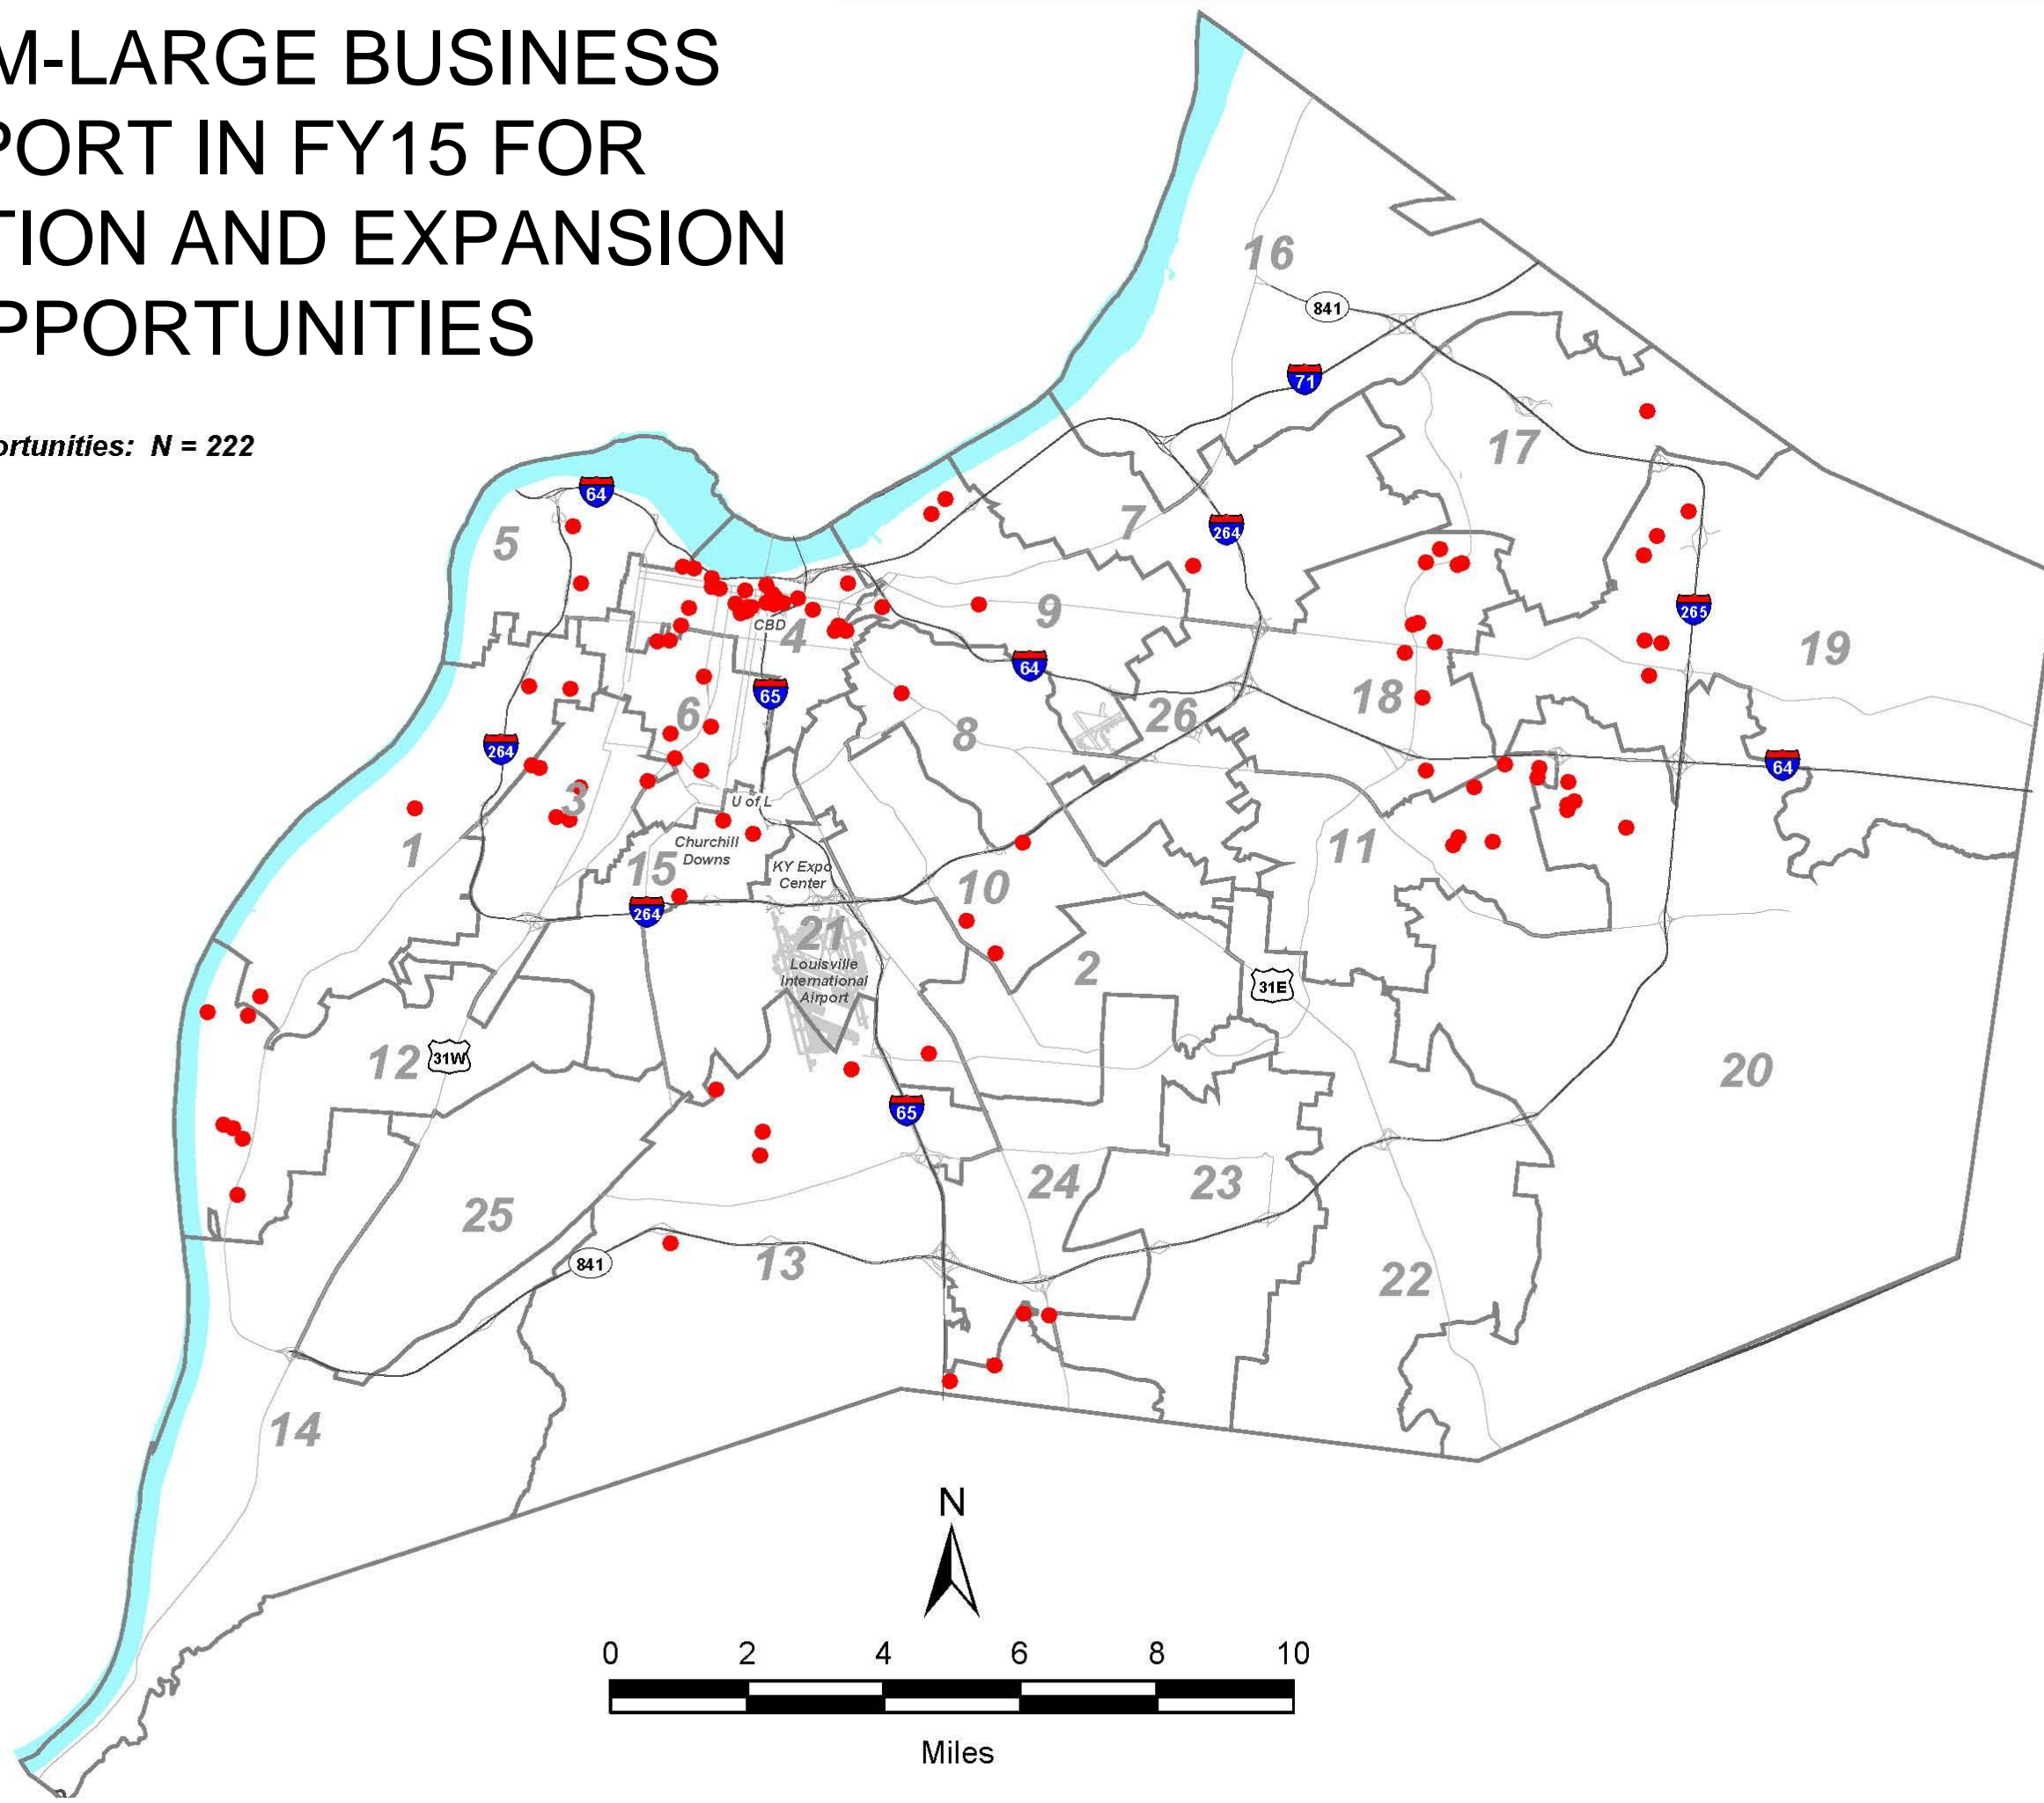 M-LARGE BUSINESS
PORT IN FY15 FOR
TION AND EXPANSION
PPORTUNITIES
ortunities: N = 222
16
841
71
17
64
5
7
264
9
265
CBD
4
19
64
65
18
6
26
8
264
64
3
U of L
1
Churchill
Downs
15
11
KY Expo
Center
10
264
21
2
Louisville
International
Airport
31E
12
31W
20
65
24
23
25
841
13
22
14
N
0 2 4 6 8 10
Miles